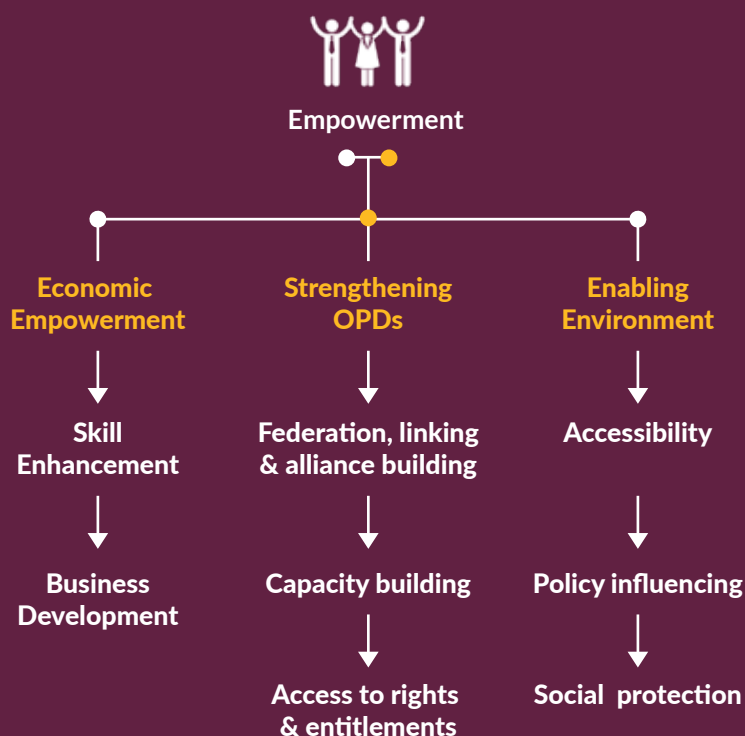 Empowerment
Economic
Empowerment
Strengthening
OPDs
Enabling
Environment
Skill
Enhancement
Federation, linking
& alliance building
Accessibility
Business
Development
Capacity building
Policy influencing
Access to rights
& entitlements
Social protection